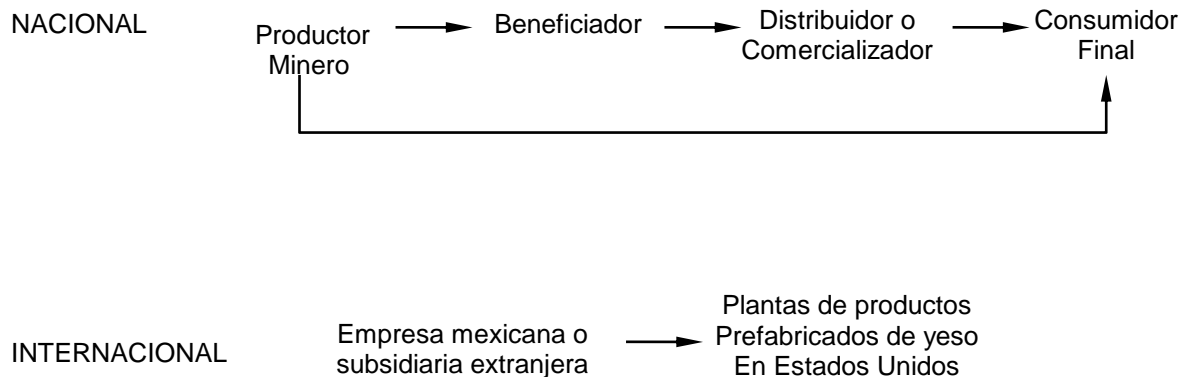 NACIONAL
Productor
Minero
Beneficiador
Distribuidor o
Comercializador
Consumidor
Final
INTERNACIONAL
Empresa mexicana o
subsidiaria extranjera
Plantas de productos
Prefabricados de yeso
En Estados Unidos